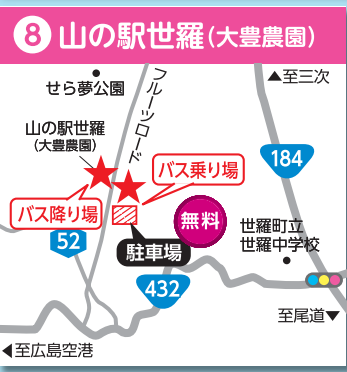 8 山の駅世羅(大豊農園)
▲至三次
せら夢公園
フルーツロード
山の駅世羅
(大豊農園)
バス乗り場
184
バス降り場
無料
世羅町立
世羅中学校
52
駐車場
432
至尾道▼
◀至広島空港